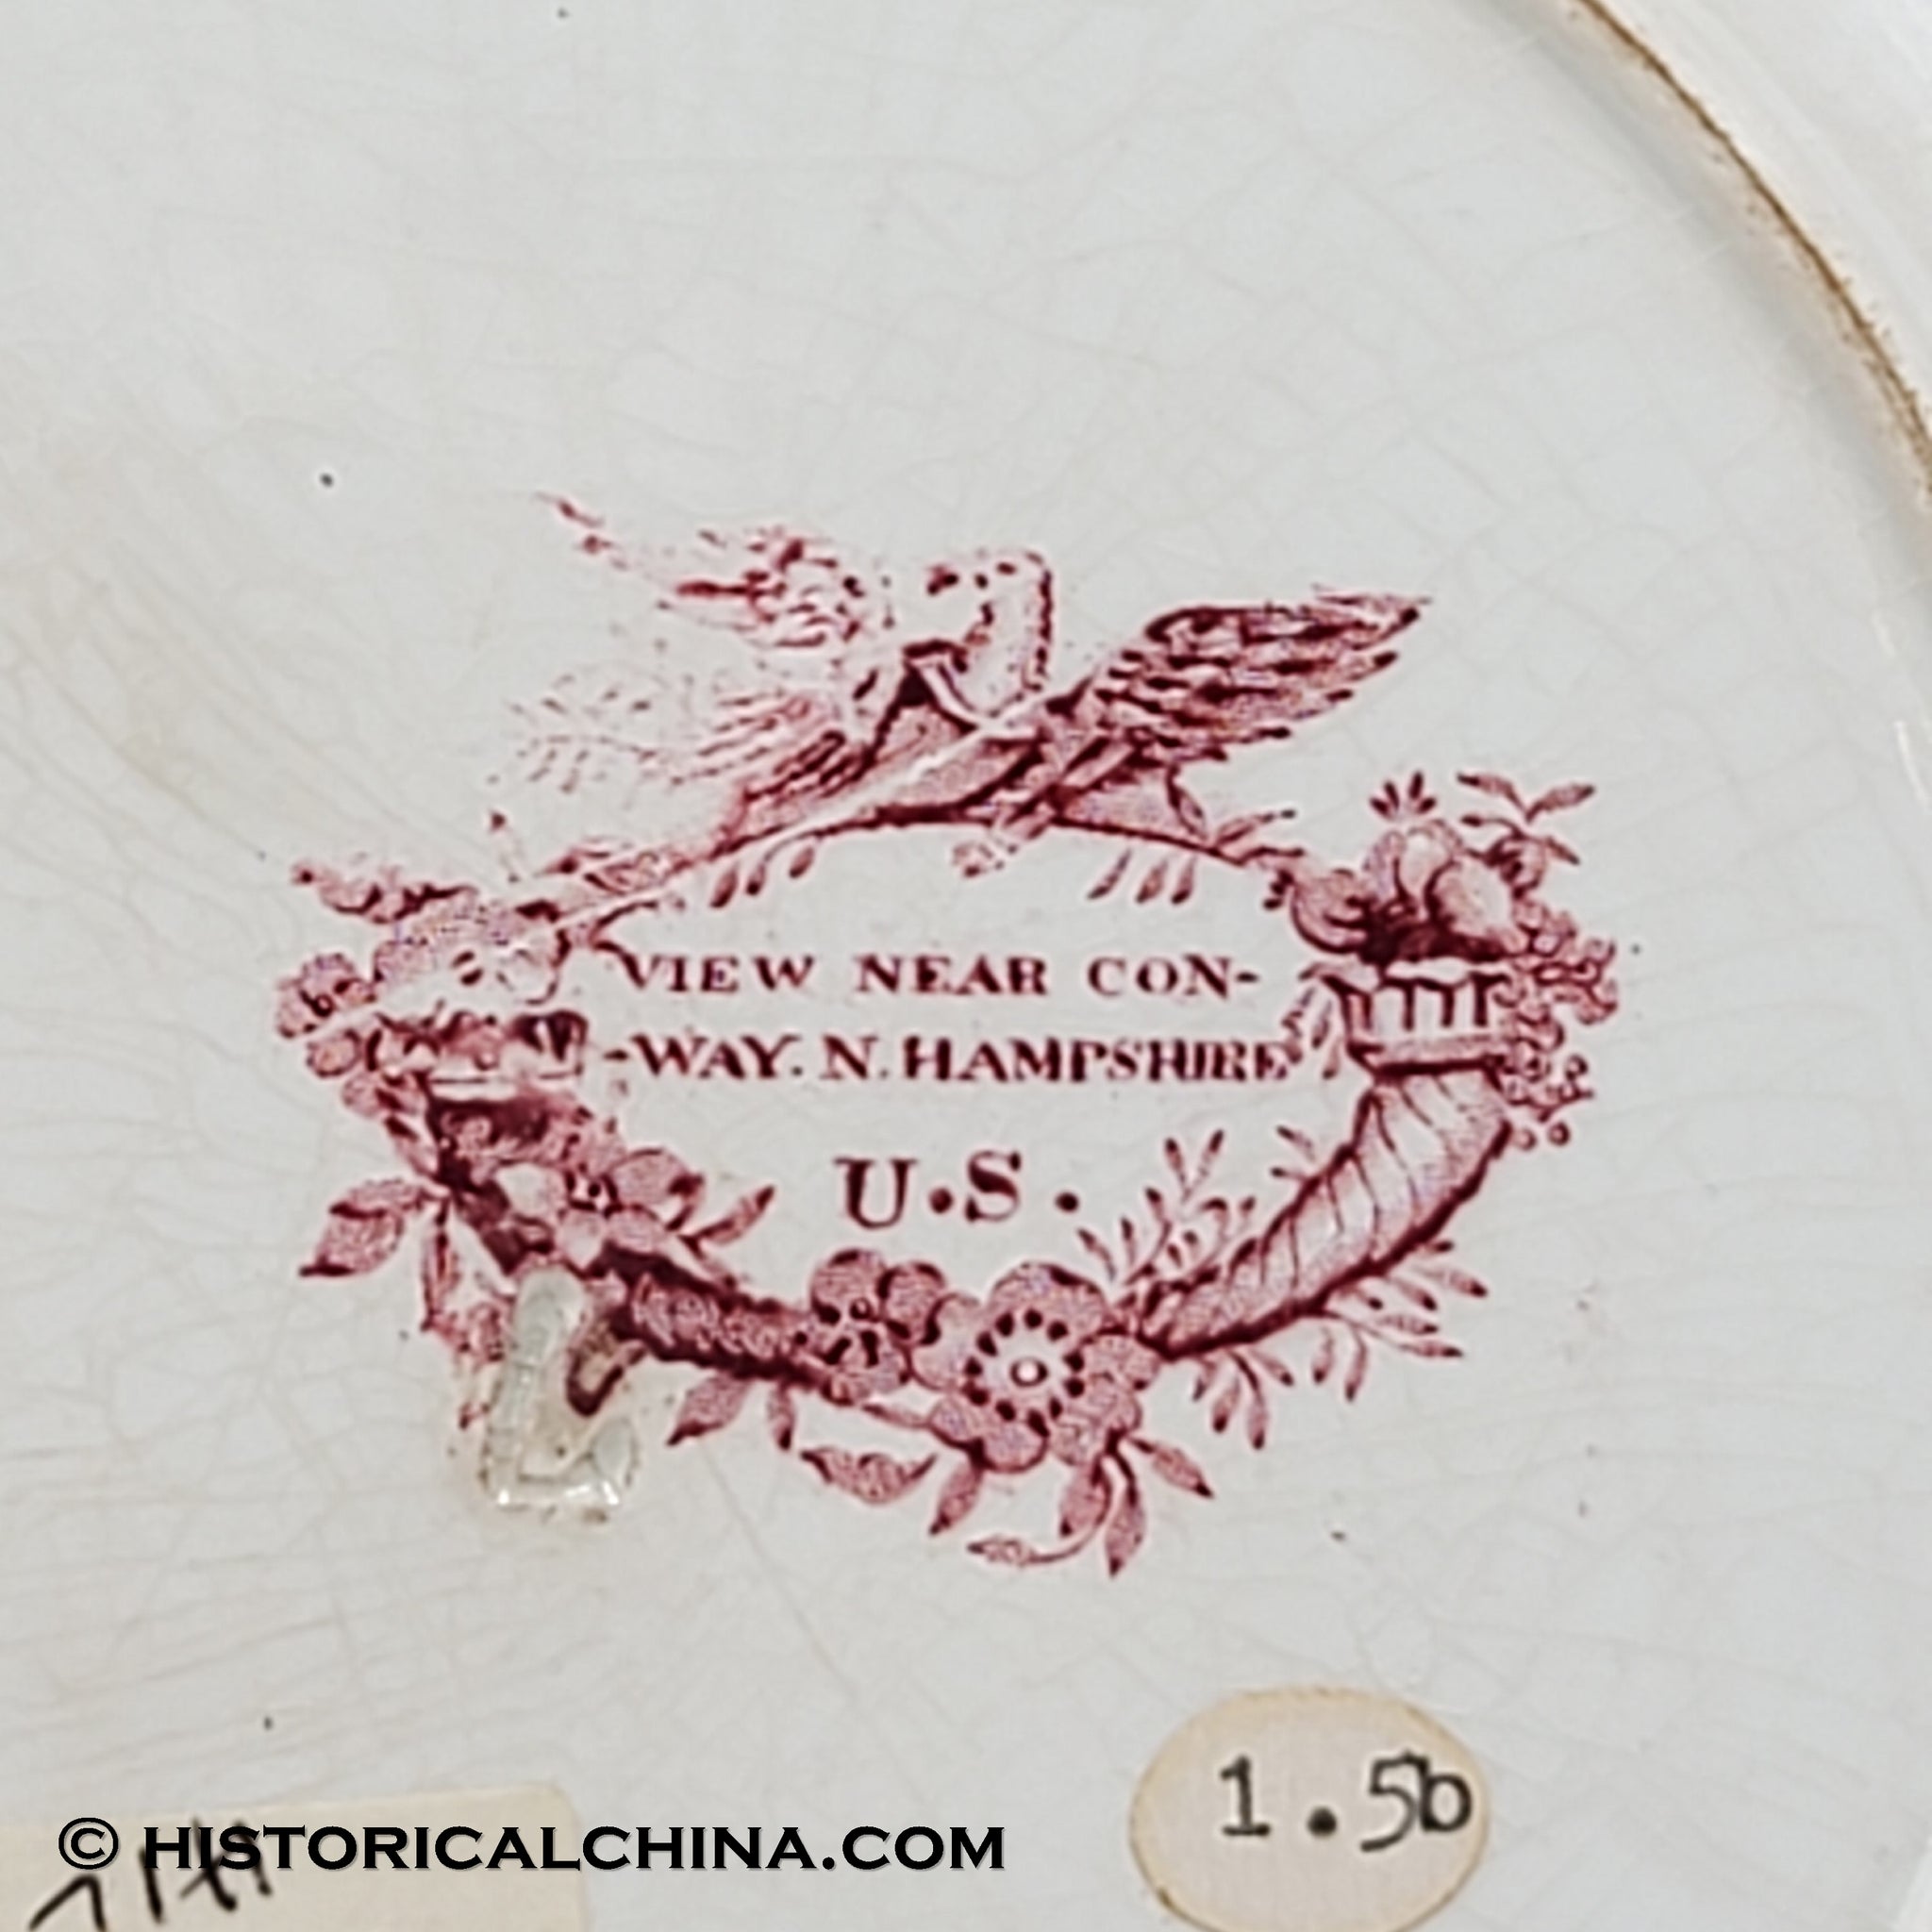 VIEW NEAR CON-
-WAY. N. HAMPSHIRE
U.S.
1.5b
© HISTORICALCHINA.COM